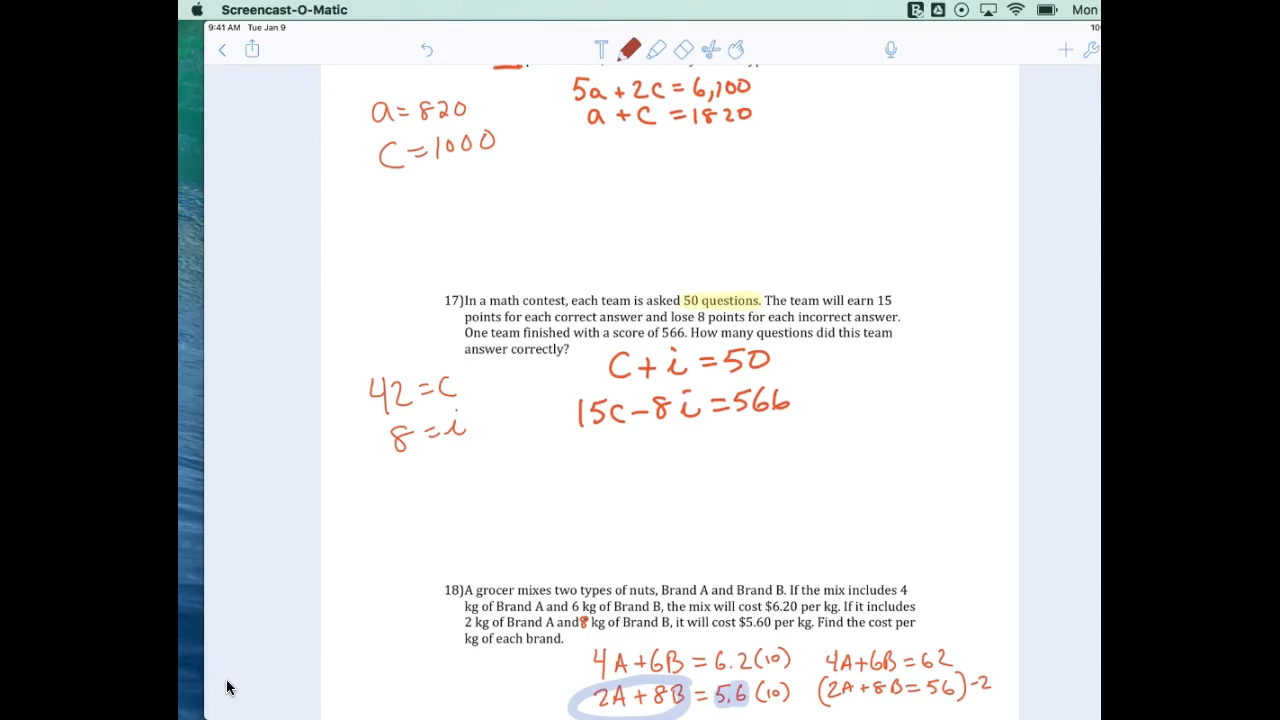 Screencast-O-Matic
Mon
9:41 AM Tue Jan 9
10
5a + 2c = 6,100
a + c = 1820
a = 820
c = 1000
17)In a math contest, each team is asked 50 questions. The team will earn 15
points for each correct answer and lose 8 points for each incorrect answer.
One team finished with a score of 566. How many questions did this team
answer correctly?
C + i = 50
15c - 8i = 566
42 = c
8 = i
18)A grocer mixes two types of nuts, Brand A and Brand B. If the mix includes 4
kg of Brand A and 6 kg of Brand B, the mix will cost $6.20 per kg. If it includes
2 kg of Brand A and 8 kg of Brand B, it will cost $5.60 per kg. Find the cost per
kg of each brand.
4A + 6B = 6.2(10) 4A + 6B = 62
2A + 8B = 5.6 (10) (2A + 8B = 56) -2